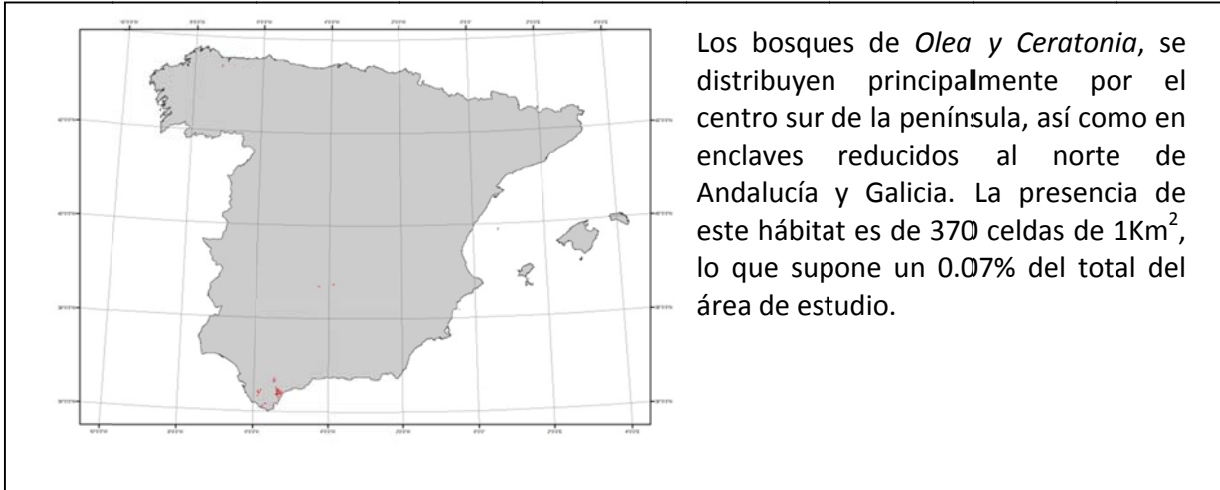 Los bosques de Olea y Ceratonia, se
distribuyen principalmente por el
centro sur de la península, así como en
enclaves reducidos al norte de
Andalucía y Galicia. La presencia de
este hábitat es de 370 celdas de 1Km²,
lo que supone un 0.07% del total del
área de estudio.